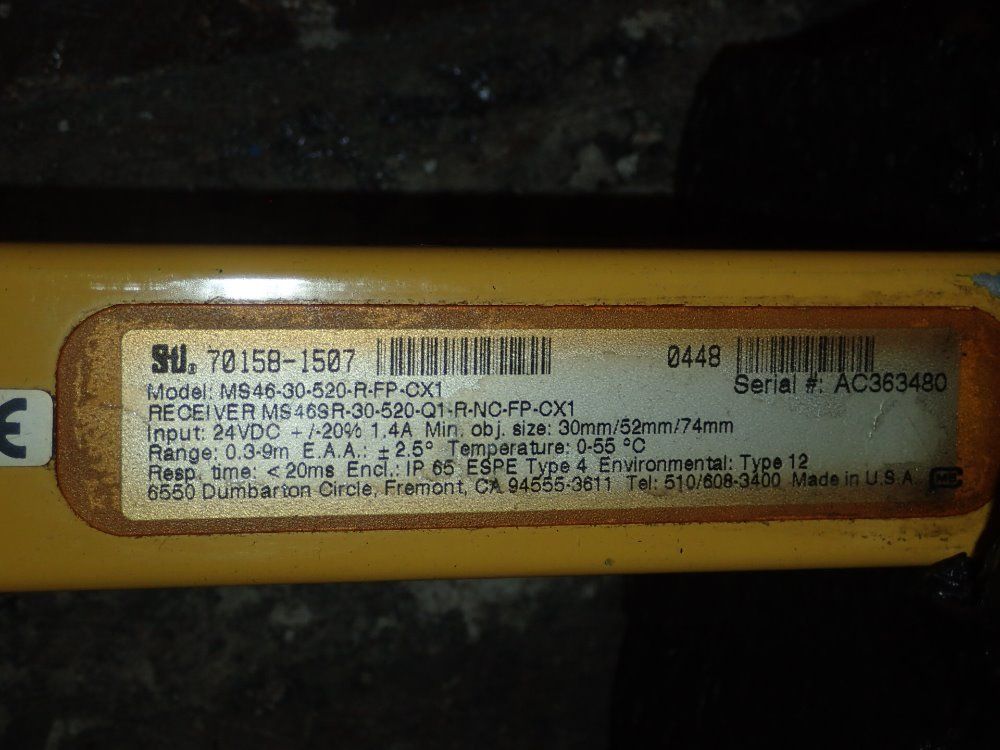 STI® 70158-1507 0448
Serial #: AC363480
Model: MS46-30-520-R-FP-CX1
RECEIVER MS46SR-30-520-Q1-R-NC-FP-CX1
Input: 24VDC +/-20% 1.4A Min. obj. size: 30mm/52mm/74mm
Range: 0.3-9m E.A.A.: ±2.5° Temperature: 0-55 °C
Resp. time: <20ms Encl.: IP 65 ESPE Type 4 Environmental: Type 12
6550 Dumbarton Circle, Fremont, CA 94555-3611 Tel: 510/608-3400 Made in U.S.A.
CE